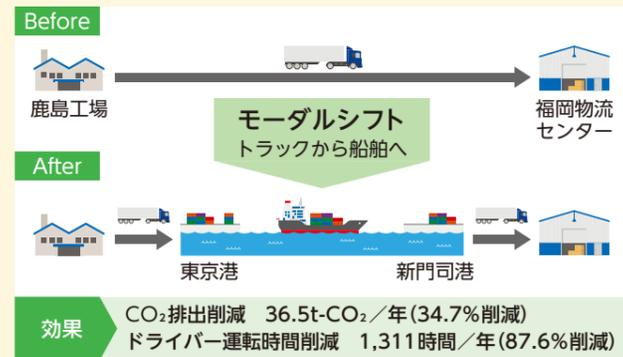 Before
鹿島工場
福岡物流
センター
モーダルシフト
トラックから船舶へ
After
東京港
新門司港
効果
CO₂排出削減 36.5t-CO₂／年(34.7%削減)
ドライバー運転時間削減 1,311時間／年(87.6%削減)